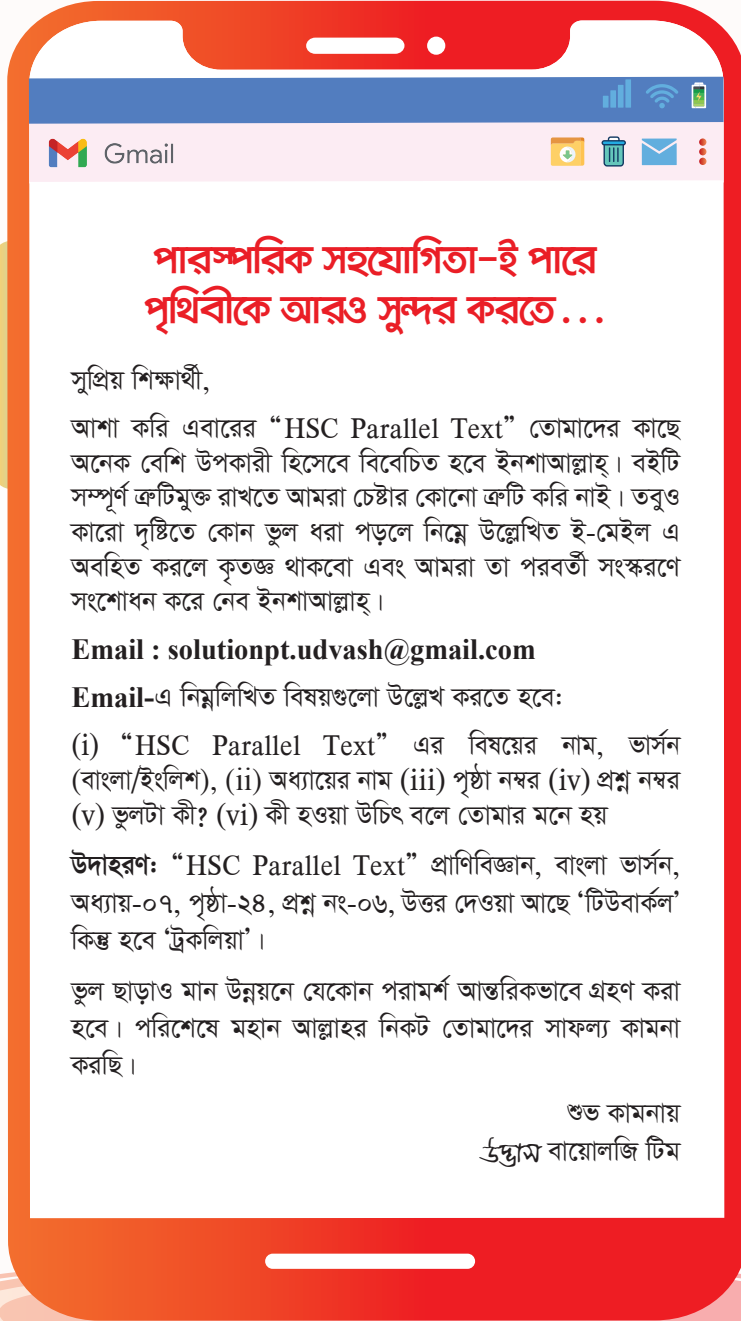 Gmail
পারস্পরিক সহযোগিতা-ই পারে
পৃথিবীকে আরও সুন্দর করতে...
সুপ্রিয় শিক্ষার্থী,
আশা করি এবারের “HSC Parallel Text” তোমাদের কাছে
অনেক বেশি উপকারী হিসেবে বিবেচিত হবে ইনশাআল্লাহ্। বইটি
সম্পূর্ণ ত্রুটিমুক্ত রাখতে আমরা চেষ্টার কোনো ত্রুটি করি নাই। তবুও
কারো দৃষ্টিতে কোন ভুল ধরা পড়লে নিম্নে উল্লেখিত ই-মেইল এ
অবহিত করলে কৃতজ্ঞ থাকবো এবং আমরা তা পরবর্তী সংস্করণে
সংশোধন করে নেব ইনশাআল্লাহ্।
Email : solutionpt.udvash@gmail.com
Email-এ নিম্নলিখিত বিষয়গুলো উল্লেখ করতে হবে:
(i) “HSC Parallel Text” এর বিষয়ের নাম, ভার্সন
(বাংলা/ইংলিশ), (ii) অধ্যায়ের নাম (iii) পৃষ্ঠা নম্বর (iv) প্রশ্ন নম্বর
(v) ভুলটা কী? (vi) কী হওয়া উচিৎ বলে তোমার মনে হয়
উদাহরণ: “HSC Parallel Text” প্রাণিবিজ্ঞান, বাংলা ভার্সন,
অধ্যায়-০৭, পৃষ্ঠা-২৪, প্রশ্ন নং-০৬, উত্তর দেওয়া আছে ‘টিউবার্কল’
কিন্তু হবে ‘ট্রকলিয়া’।
ভুল ছাড়াও মান উন্নয়নে যেকোন পরামর্শ আন্তরিকভাবে গ্রহণ করা
হবে। পরিশেষে মহান আল্লাহর নিকট তোমাদের সাফল্য কামনা
করছি।
শুভ কামনায়
উদ্ভাস বায়োলজি টিম